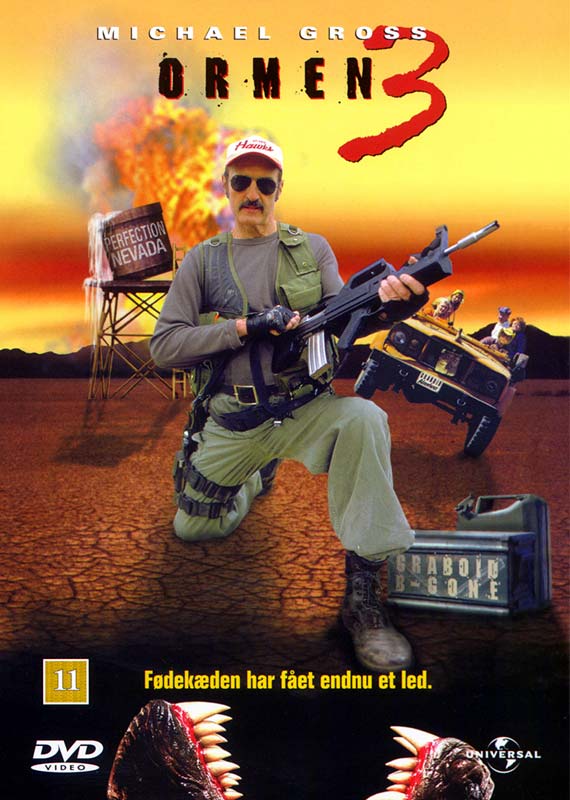 MICHAEL GROSS
ORMEN 3
Hawks
PERFECTION
NEVADA
GRABOID
B-GONE
11
Fødekæden har fået endnu et led.
DVD
VIDEO
UNIVERSAL